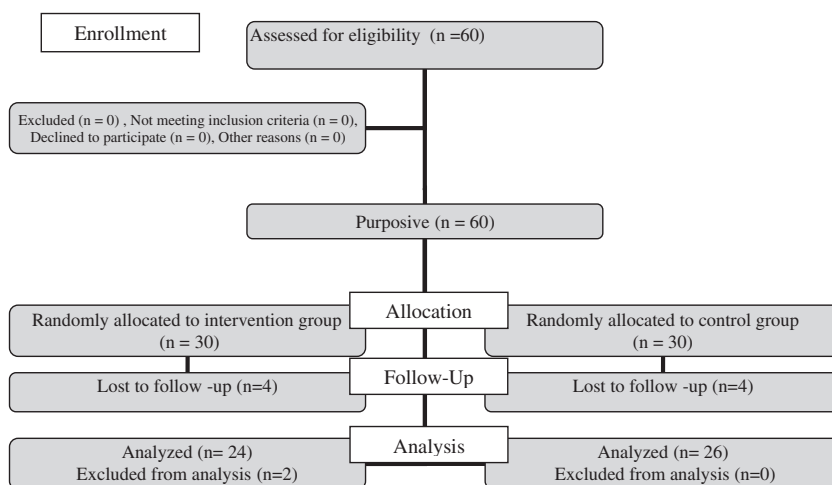 Enrollment
Assessed for eligibility (n =60)
Excluded (n = 0) , Not meeting inclusion criteria (n = 0),
Declined to participate (n = 0), Other reasons (n = 0)
Purposive (n = 60)
Allocation
Randomly allocated to intervention group
(n = 30)
Randomly allocated to control group
(n = 30)
Follow-Up
Lost to follow -up (n=4)
Lost to follow -up (n=4)
Analysis
Analyzed (n= 24)
Excluded from analysis (n=2)
Analyzed (n= 26)
Excluded from analysis (n=0)